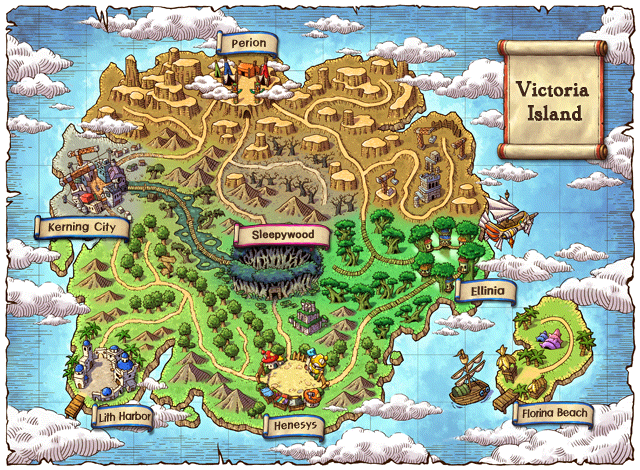 Perion
Victoria
Island
Kerning City
Sleepywood
Ellinia
Lith Harbor
Henesys
Florina Beach